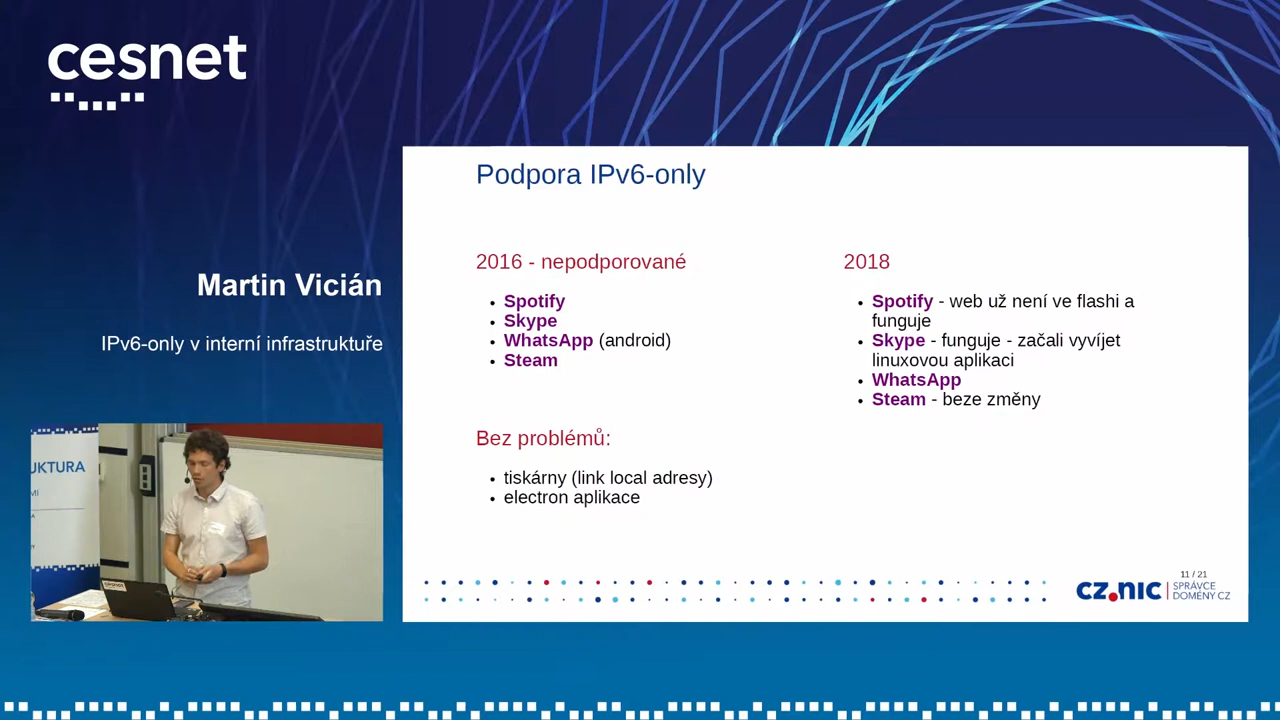 cesnet
Martin Vicián
IPv6-only v interní infrastruktuře
UKTURA
Podpora IPv6-only
2016 - nepodporované
• Spotify
• Skype
• WhatsApp (android)
• Steam
Bez problémů:
• tiskárny (link local adresy)
• electron aplikace
2018
• Spotify - web už není ve flashi a
funguje
• Skype - funguje - začali vyvíjet
linuxovou aplikaci
• WhatsApp
• Steam - beze změny
11 / 21
CZ.NIC
SPRÁVCE
DOMÉNY CZ